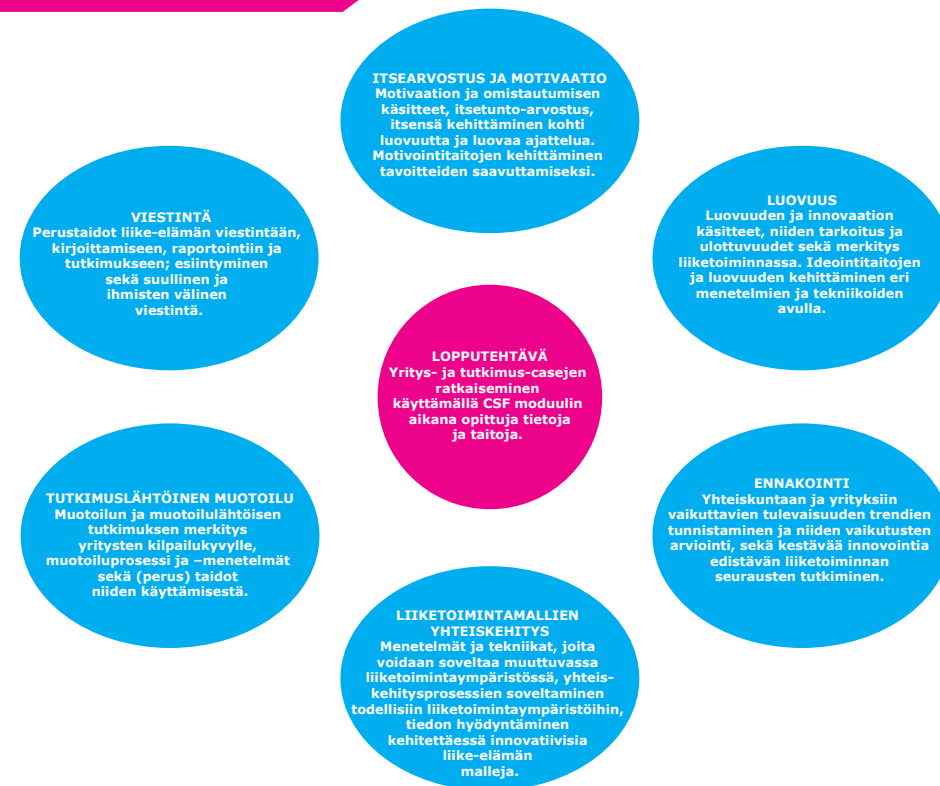 ITSEARVOSTUS JA MOTIVAATIO
Motivaation ja omistautumisen
käsitteet, itsetunto-arvostus,
itsensä kehittäminen kohti
luovuutta ja luovaa ajattelua.
Motivointitaitojen kehittäminen
tavoitteiden saavuttamiseksi.
VIESTINTÄ
Perustaidot liike-elämän viestintään,
kirjoittamiseen, raportointiin ja
tutkimukseen; esiintyminen
sekä suullinen ja
ihmisten välinen
viestintä.
LUOVUUS
Luovuuden ja innovaation
käsitteet, niiden tarkoitus ja
ulottuvuudet sekä merkitys
liiketoiminnassa. Ideointitaitojen
ja luovuuden kehittäminen eri
menetelmien ja tekniikoiden
avulla.
LOPPUTEHTÄVÄ
Yritys- ja tutkimus-casejen
ratkaiseminen
käyttämällä CSF moduulin
aikana opittuja tietoja
ja taitoja.
TUTKIMUSLÄHTÖINEN MUOTOILU
Muotoilun ja muotoilulähtöisen
tutkimuksen merkitys
yritysten kilpailukyvylle,
muotoiluprosessi ja –menetelmät
sekä (perus) taidot
niiden käyttämisestä.
ENNAKOINTI
Yhteiskuntaan ja yrityksiin
vaikuttavien tulevaisuuden trendien
tunnistaminen ja niiden vaikutusten
arviointi, sekä kestävää innovointia
edistävän liiketoiminnan
seurausten tutkiminen.
LIIKETOIMINTAMALLIEN
YHTEISKEHITYS
Menetelmät ja tekniikat, joita
voidaan soveltaa muuttuvassa
liiketoimintaympäristössä, yhteis-
kehitysprosessien soveltaminen
todellisiin liiketoimintaympäristöihin,
tiedon hyödyntäminen
kehitettäessä innovatiivisia
liike-elämän
malleja.